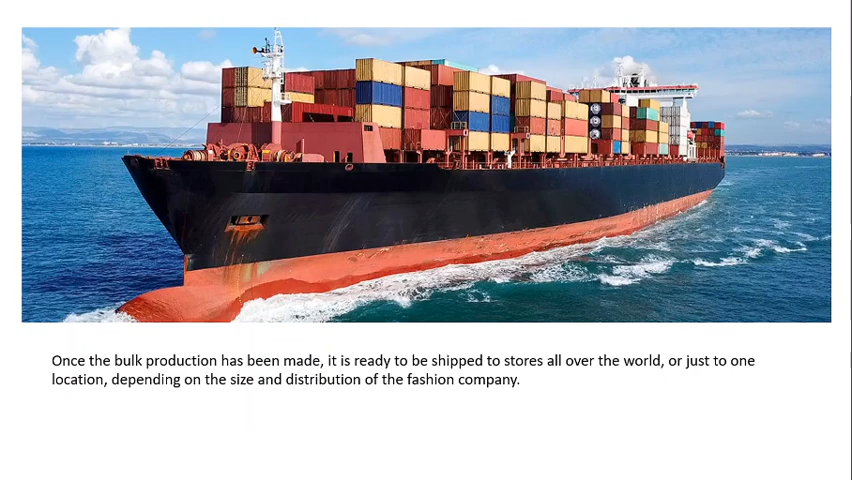 Once the bulk production has been made, it is ready to be shipped to stores all over the world, or just to one
location, depending on the size and distribution of the fashion company.